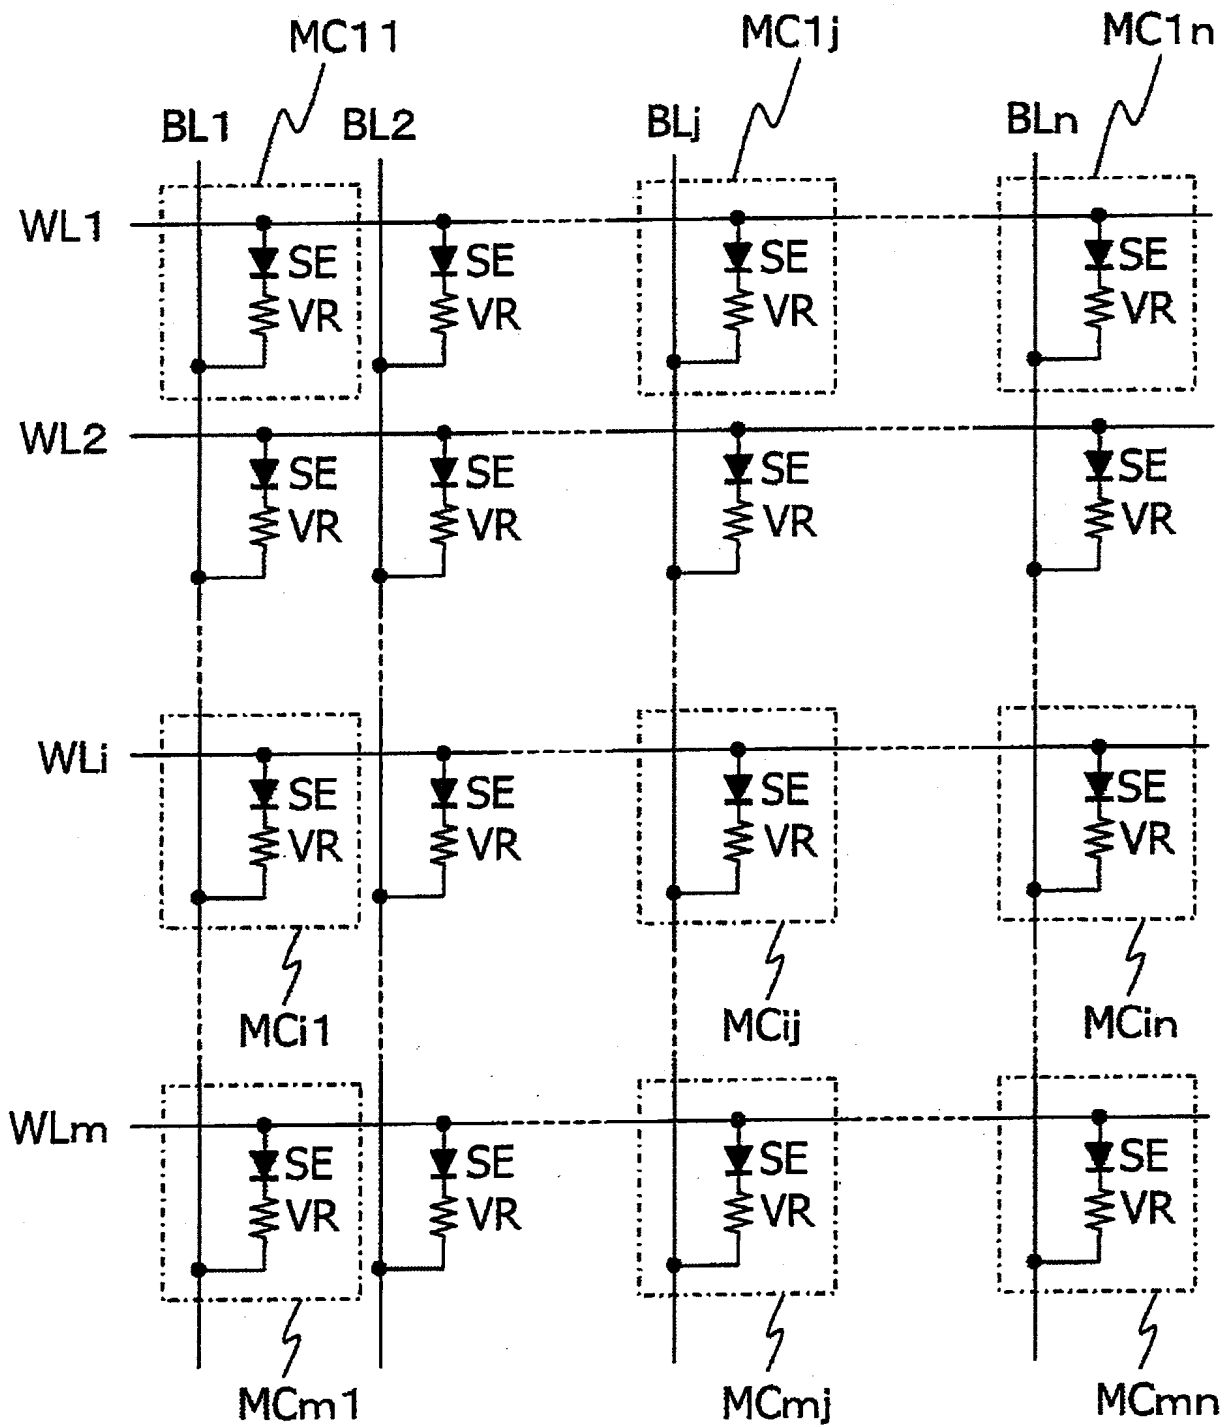 MC11 MC1j MC1n
BL1 BL2 BLj BLn
WL1 SE SE SE SE
VR VR VR VR
WL2 SE SE SE SE
VR VR VR VR
WLi SE SE SE SE
VR VR VR VR
MCi1 MCij MCin
WLm SE SE SE SE
VR VR VR VR
MCm1 MCmj MCmn